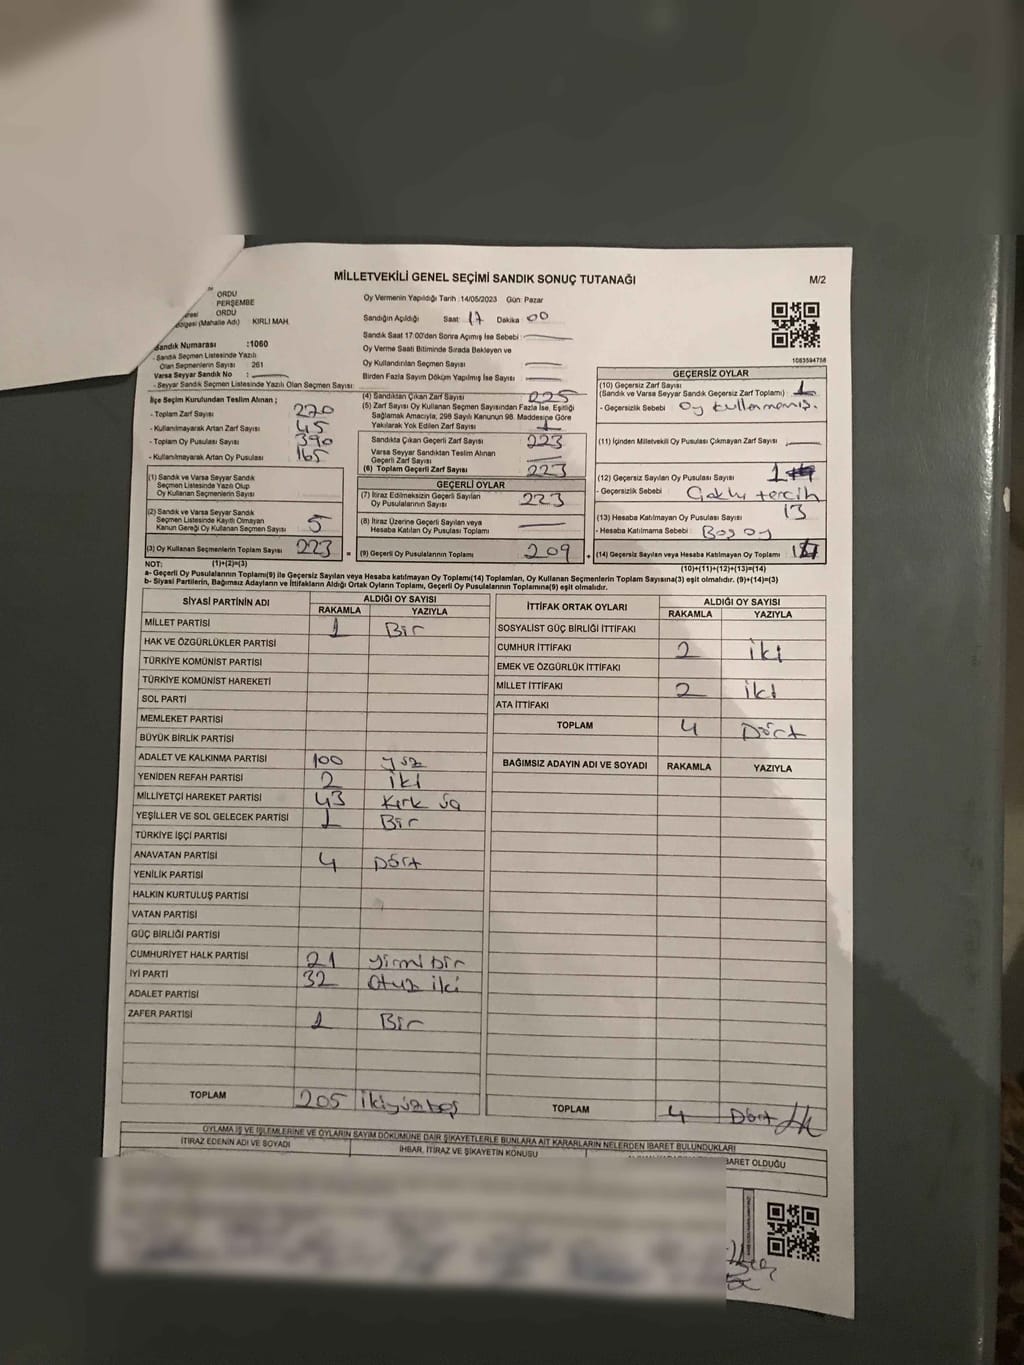 MİLLETVEKİLİ GENEL SEÇİMİ SANDIK SONUÇ TUTANAĞI
M/2
ORDU
PERŞEMBE
ORDU
(Mahalle Adı) KIRLI MAH.
Sandık Numarası :1060
- Sandık Seçmen Listesinde Yazılı
Olan Seçmenlerin Sayısı : 261
Varsa Seyyar Sandık No :
- Seyyar Sandık Seçmen Listesinde Yazılı Olan Seçmen Sayısı:
Oy Vermenin Yapıldığı Tarih :14/05/2023 Gün: Pazar
Sandığın Açıldığı Saat 17 Dakika 00
Sandık Saat 17:00'den Sonra Açılmış İse Sebebi :
Oy Verme Saati Bitiminde Sırada Bekleyen ve
Oy Kullandırılan Seçmen Sayısı :
Birden Fazla Sayım Döküm Yapılmış İse Sayısı :
1063594758
İlçe Seçim Kurulundan Teslim Alınan ;
- Toplam Zarf Sayısı 270
- Kullanılmayarak Artan Zarf Sayısı 45
- Toplam Oy Pusulası Sayısı 390
- Kullanılmayarak Artan Oy Pusulası 165
(1) Sandık ve Varsa Seyyar Sandık
Seçmen Listesinde Yazılı Olup
Oy Kullanan Seçmenlerin Sayısı
(2) Sandık ve Varsa Seyyar Sandık
Seçmen Listesinde Kayıtlı Olmayan
Kanun Gereği Oy Kullanan Seçmen Sayısı 5
(3) Oy Kullanan Seçmenlerin Toplam Sayısı 223 =
(4) Sandıktan Çıkan Zarf Sayısı 225
(5) Zarf Sayısı Oy Kullanan Seçmen Sayısından Fazla İse, Eşitliği
Sağlamak Amacıyla, 298 Sayılı Kanunun 98. Maddesine Göre
Yakılarak Yok Edilen Zarf Sayısı 1
Sandıkta Çıkan Geçerli Zarf Sayısı 223
Varsa Seyyar Sandıktan Teslim Alınan
Geçerli Zarf Sayısı
(6) Toplam Geçerli Zarf Sayısı 223
GEÇERLİ OYLAR
(7) İtiraz Edilmeksizin Geçerli Sayılan
Oy Pusulalarının Sayısı 223
(8) İtiraz Üzerine Geçerli Sayılan veya
Hesaba Katılan Oy Pusulası Toplamı
(9) Geçerli Oy Pusulalarının Toplamı 209 +
GEÇERSİZ OYLAR
(10) Geçersiz Zarf Sayısı
(Sandık ve Varsa Seyyar Sandık Geçersiz Zarf Toplamı) 1
- Geçersizlik Sebebi : Oy kullanmamış.
(11) İçinden Milletvekili Oy Pusulası Çıkmayan Zarf Sayısı
(12) Geçersiz Sayılan Oy Pusulası Sayısı 1
- Geçersizlik Sebebi : Çoklu tercih
(13) Hesaba Katılmayan Oy Pusulası Sayısı 13
- Hesaba Katılmama Sebebi : Boş oy
(14) Geçersiz Sayılan veya Hesaba Katılmayan Oy Toplamı
NOT: (1)+(2)=(3) (10)+(11)+(12)+(13)=(14)
a- Geçerli Oy Pusulalarının Toplamı(9) ile Geçersiz Sayılan veya Hesaba katılmayan Oy Toplamı(14) Toplamları, Oy Kullanan Seçmenlerin Toplam Sayısına(3) eşit olmalıdır. (9)+(14)=(3)
b- Siyasi Partilerin, Bağımsız Adayların ve İttifakların Aldığı Ortak Oyların Toplamı, Geçerli Oy Pusulalarının Toplamına(9) eşit olmalıdır.
SİYASİ PARTİNİN ADI ALDIĞI OY SAYISI
RAKAMLA YAZIYLA
MİLLET PARTİSİ 1 Bir
HAK VE ÖZGÜRLÜKLER PARTİSİ
TÜRKİYE KOMÜNİST PARTİSİ
TÜRKİYE KOMÜNİST HAREKETİ
SOL PARTİ
MEMLEKET PARTİSİ
BÜYÜK BİRLİK PARTİSİ
ADALET VE KALKINMA PARTİSİ 100 yüz
YENİDEN REFAH PARTİSİ 2 iki
MİLLİYETÇİ HAREKET PARTİSİ 43 Kırk üç
YEŞİLLER VE SOL GELECEK PARTİSİ 1 Bir
TÜRKİYE İŞÇİ PARTİSİ
ANAVATAN PARTİSİ 4 Dört
YENİLİK PARTİSİ
HALKIN KURTULUŞ PARTİSİ
VATAN PARTİSİ
GÜÇ BİRLİĞİ PARTİSİ
CUMHURİYET HALK PARTİSİ 21 yirmi bir
İYİ PARTİ 32 otuz iki
ADALET PARTİSİ
ZAFER PARTİSİ 1 Bir
TOPLAM 205 ikiyüzbeş
İTTİFAK ORTAK OYLARI ALDIĞI OY SAYISI
RAKAMLA YAZIYLA
SOSYALİST GÜÇ BİRLİĞİ İTTİFAKI
CUMHUR İTTİFAKI 2 iki
EMEK VE ÖZGÜRLÜK İTTİFAKI
MİLLET İTTİFAKI 2 iki
ATA İTTİFAKI
TOPLAM 4 Dört
BAĞIMSIZ ADAYIN ADI VE SOYADI RAKAMLA YAZIYLA
TOPLAM 4 Dört
OYLAMA İŞ VE İŞLEMLERİNE VE OYLARIN SAYIM DÖKÜMÜNE DAİR ŞİKAYETLERLE BUNLARA AİT KARARLARIN NELERDEN İBARET BULUNDUKLARI
İTİRAZ EDENİN ADI VE SOYADI İHBAR, İTİRAZ VE ŞİKAYETİN KONUSU BARET OLDUĞU